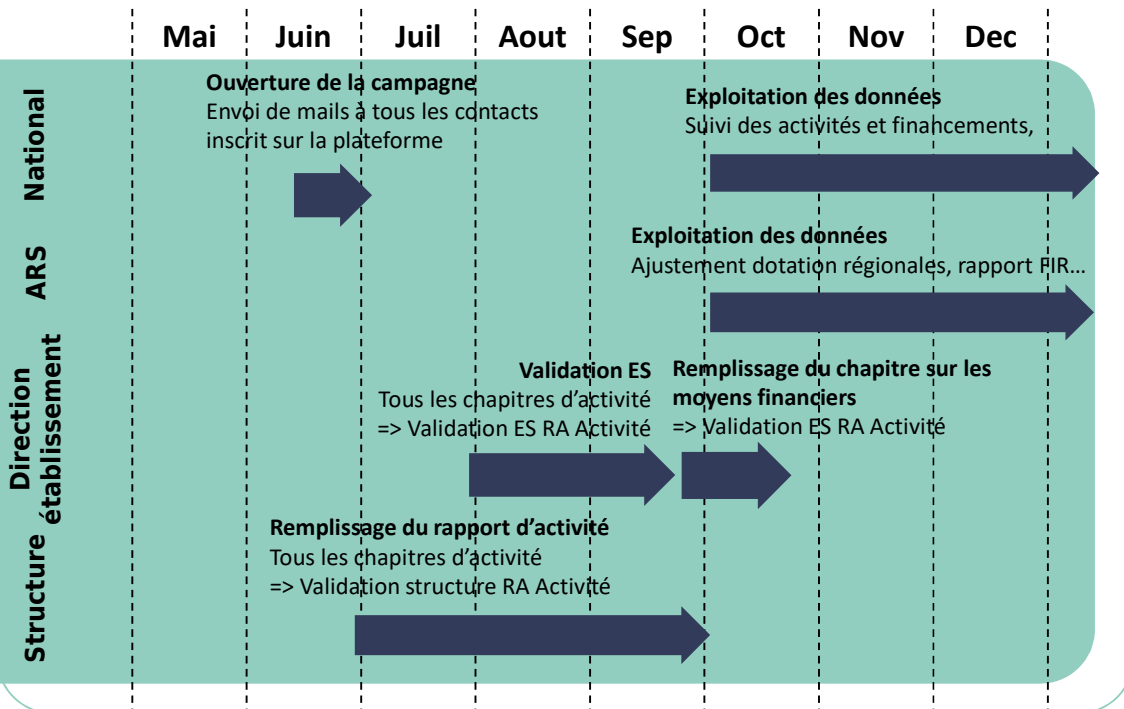 Mai Juin Juil Aout Sep Oct Nov Dec
National
Ouverture de la campagne
Envoi de mails à tous les contacts
inscrit sur la plateforme
Exploitation des données
Suivi des activités et financements,
ARS
Exploitation des données
Ajustement dotation régionales, rapport FIR...
Direction
établissement
Validation ES
Tous les chapitres d'activité
=> Validation ES RA Activité
Remplissage du chapitre sur les
moyens financiers
=> Validation ES RA Activité
Structure
Remplissage du rapport d'activité
Tous les chapitres d'activité
=> Validation structure RA Activité